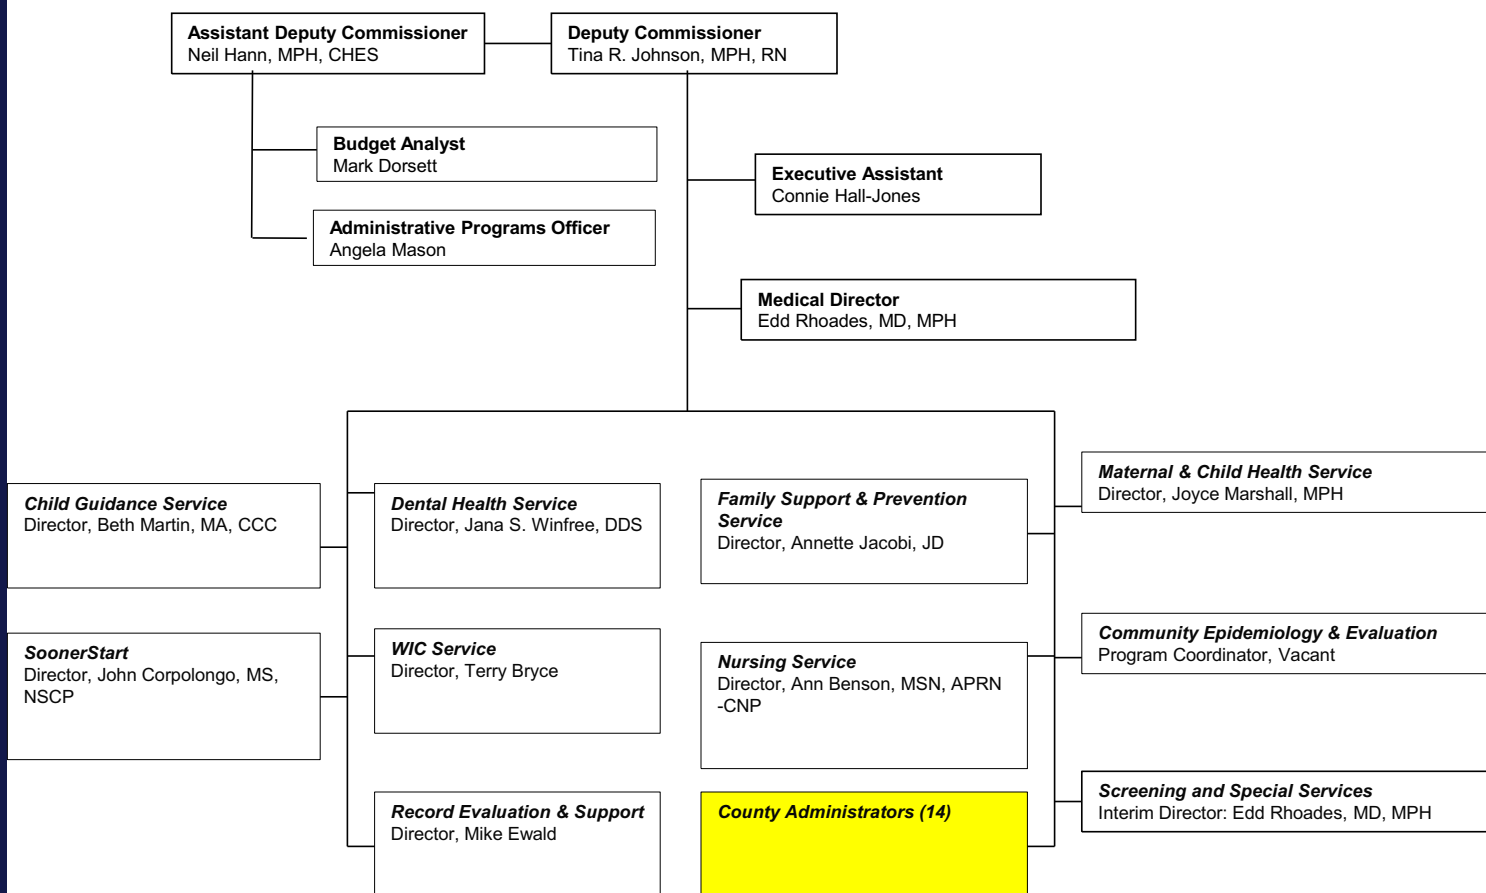 Assistant Deputy Commissioner
Neil Hann, MPH, CHES
Deputy Commissioner
Tina R. Johnson, MPH, RN
Budget Analyst
Mark Dorsett
Executive Assistant
Connie Hall-Jones
Administrative Programs Officer
Angela Mason
Medical Director
Edd Rhoades, MD, MPH
Child Guidance Service
Director, Beth Martin, MA, CCC
Dental Health Service
Director, Jana S. Winfree, DDS
Family Support & Prevention
Service
Director, Annette Jacobi, JD
Maternal & Child Health Service
Director, Joyce Marshall, MPH
SoonerStart
Director, John Corpolongo, MS,
NSCP
WIC Service
Director, Terry Bryce
Nursing Service
Director, Ann Benson, MSN, APRN
-CNP
Community Epidemiology & Evaluation
Program Coordinator, Vacant
Record Evaluation & Support
Director, Mike Ewald
County Administrators (14)
Screening and Special Services
Interim Director: Edd Rhoades, MD, MPH